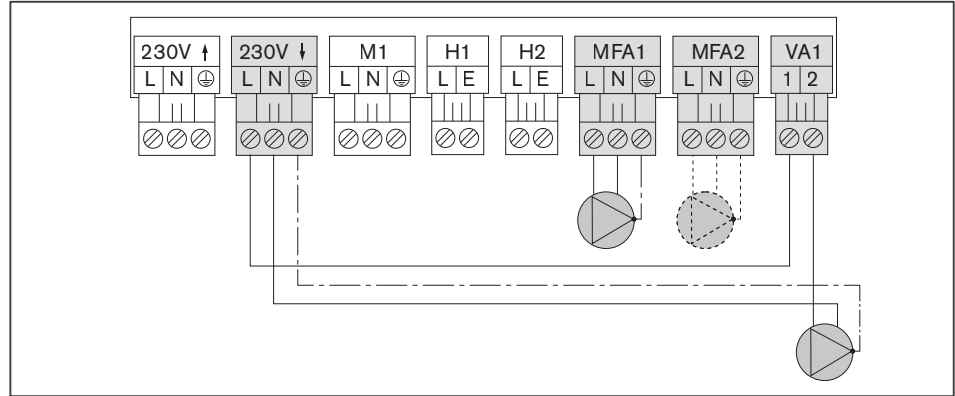 230V ↑ 230V ↓ M1 H1 H2 MFA1 MFA2 VA1
L N ⏚ L N ⏚ L N ⏚ L E L E L N ⏚ L N ⏚ 1 2